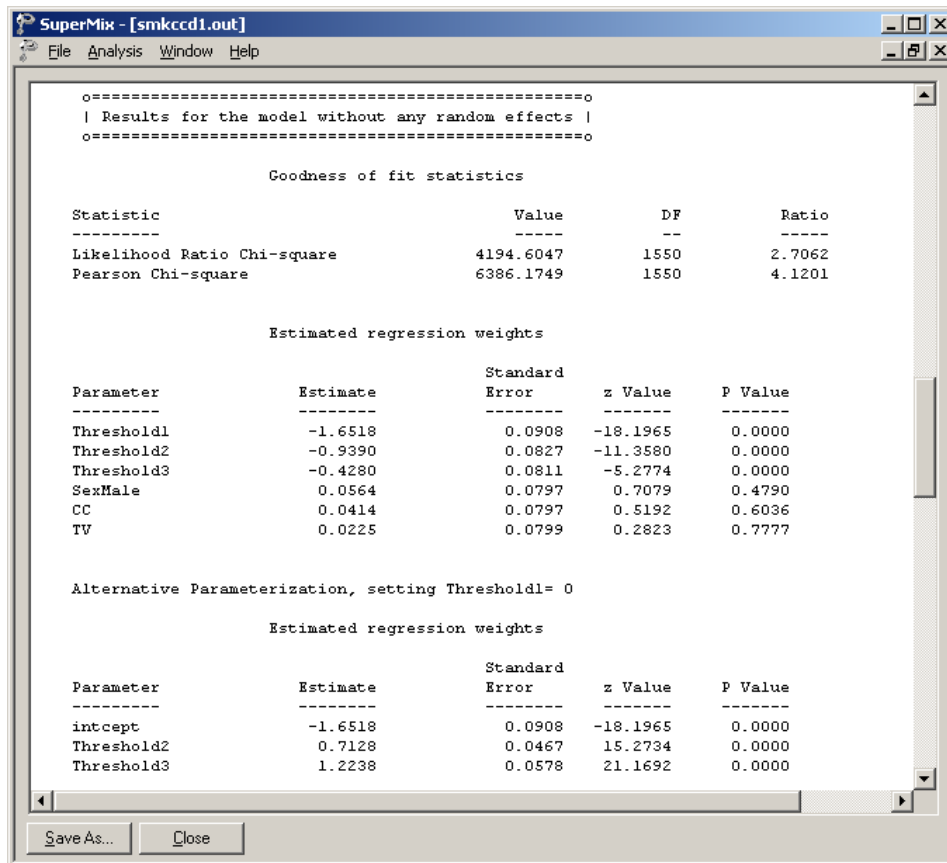 SuperMix - [smkccd1.out]
File Analysis Window Help
o==================================================o
| Results for the model without any random effects |
o==================================================o
Goodness of fit statistics
Statistic Value DF Ratio
--------- ----- -- -----
Likelihood Ratio Chi-square 4194.6047 1550 2.7062
Pearson Chi-square 6386.1749 1550 4.1201
Estimated regression weights
Standard
Parameter Estimate Error z Value P Value
--------- -------- -------- ------- -------
Threshold1 -1.6518 0.0908 -18.1965 0.0000
Threshold2 -0.9390 0.0827 -11.3580 0.0000
Threshold3 -0.4280 0.0811 -5.2774 0.0000
SexMale 0.0564 0.0797 0.7079 0.4790
CC 0.0414 0.0797 0.5192 0.6036
TV 0.0225 0.0799 0.2823 0.7777
Alternative Parameterization, setting Threshold1= 0
Estimated regression weights
Standard
Parameter Estimate Error z Value P Value
--------- -------- -------- ------- -------
intcept -1.6518 0.0908 -18.1965 0.0000
Threshold2 0.7128 0.0467 15.2734 0.0000
Threshold3 1.2238 0.0578 21.1692 0.0000
Save As... Close